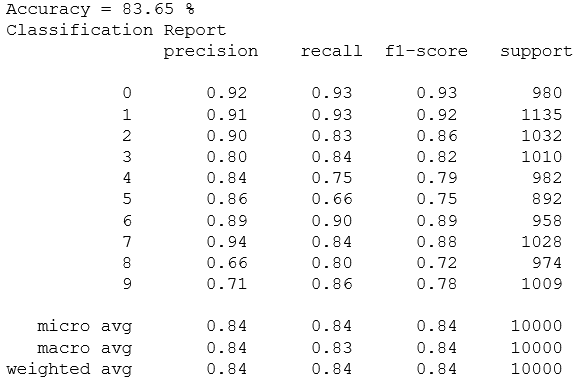 Accuracy = 83.65 %
Classification Report
precision recall f1-score support
0 0.92 0.93 0.93 980
1 0.91 0.93 0.92 1135
2 0.90 0.83 0.86 1032
3 0.80 0.84 0.82 1010
4 0.84 0.75 0.79 982
5 0.86 0.66 0.75 892
6 0.89 0.90 0.89 958
7 0.94 0.84 0.88 1028
8 0.66 0.80 0.72 974
9 0.71 0.86 0.78 1009
micro avg 0.84 0.84 0.84 10000
macro avg 0.84 0.83 0.84 10000
weighted avg 0.84 0.84 0.84 10000